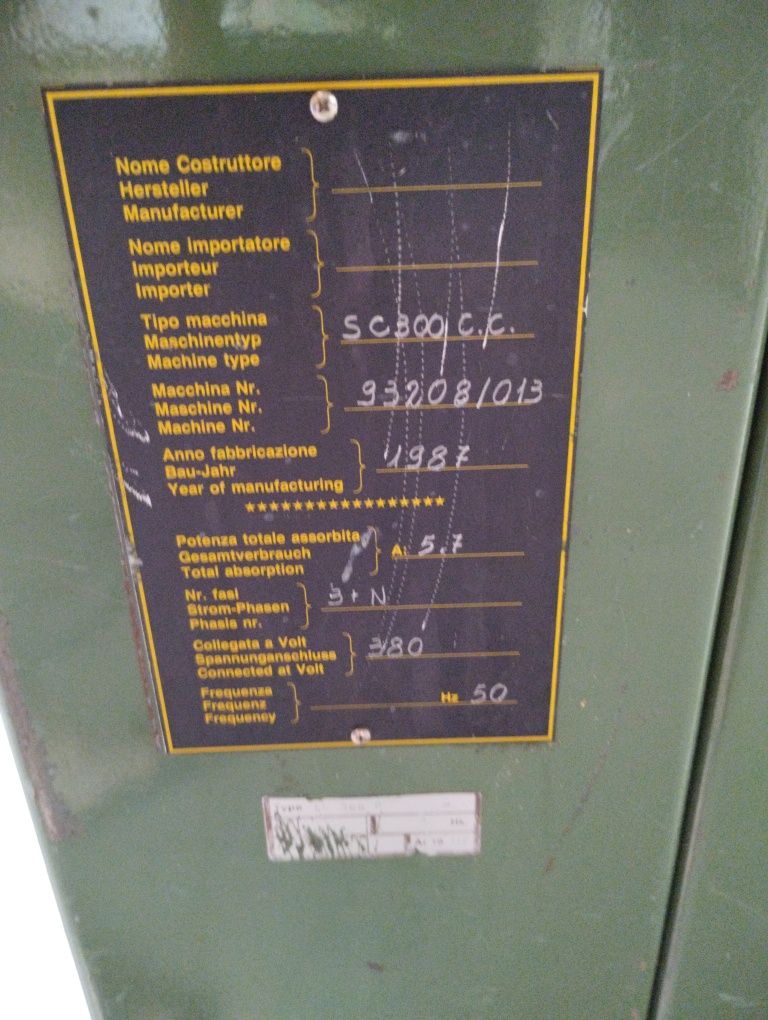 Nome Costruttore
Hersteller
Manufacturer
Nome importatore
Importeur
Importer
Tipo macchina
Maschinentyp SC300 C.C.
Machine type
Macchina Nr.
Maschine Nr. 93208/013
Machine Nr.
Anno fabbricazione
Bau-Jahr 1987
Year of manufacturing
*****************
Potenza totale assorbita
Gesamtverbrauch A: 5.7
Total absorption
Nr. fasi
Strom-Phasen 3+N
Phasis nr.
Collegata a Volt
Spannunganschluss 380
Connected at Volt
Frequenza
Frequenz Hz 50
Frequency